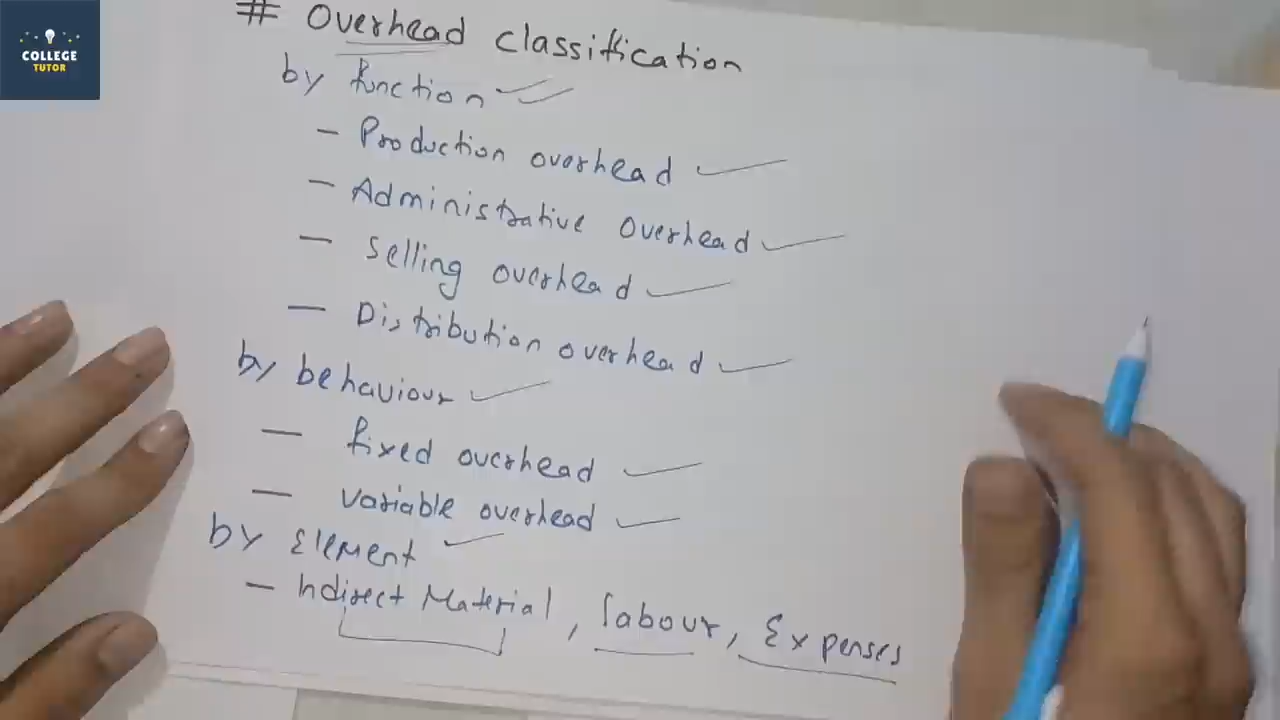 COLLEGE
TUTOR
# Overhead classification
by function
- Production overhead
- Administrative overhead
- Selling overhead
- Distribution overhead
by behaviour
- fixed overhead
- variable overhead
by Element
- Indirect Material, labour, Expenses